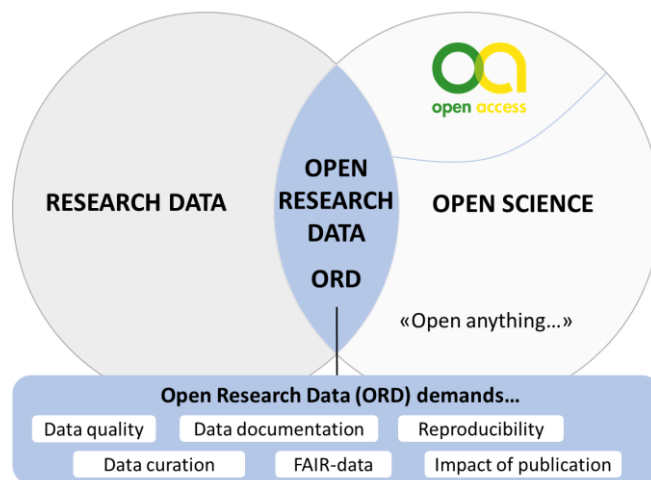 oa
open access
RESEARCH DATA
OPEN
RESEARCH
DATA
ORD
OPEN SCIENCE
«Open anything...»
Open Research Data (ORD) demands...
Data quality Data documentation Reproducibility
Data curation FAIR-data Impact of publication